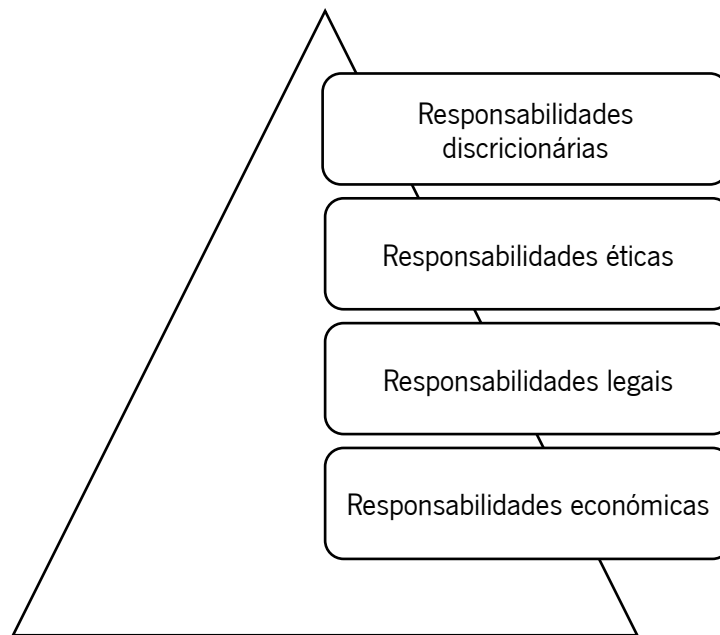 Responsabilidades
discricionárias
Responsabilidades éticas
Responsabilidades legais
Responsabilidades económicas